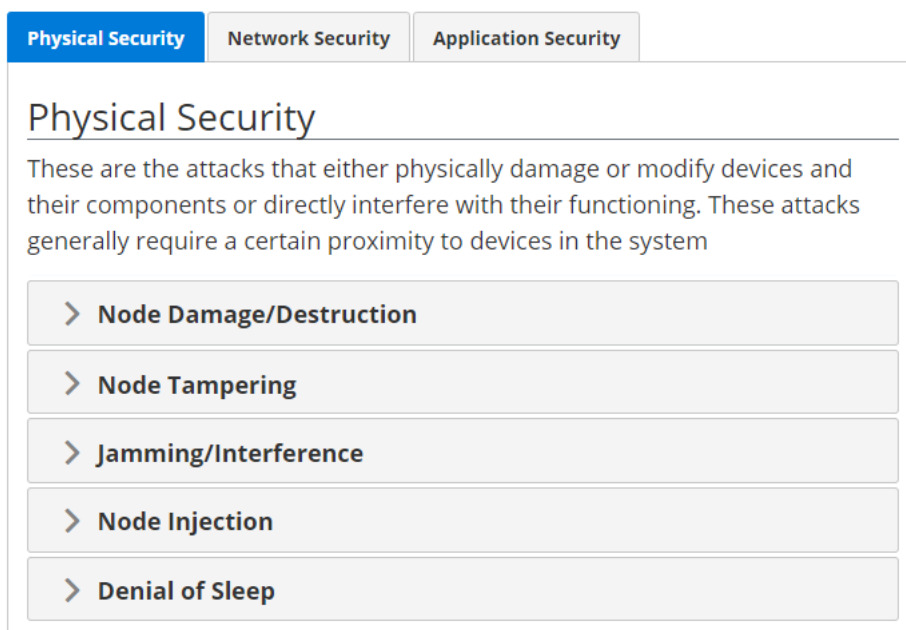 Physical Security
Network Security
Application Security
Physical Security
These are the attacks that either physically damage or modify devices and
their components or directly interfere with their functioning. These attacks
generally require a certain proximity to devices in the system
Node Damage/Destruction
Node Tampering
Jamming/Interference
Node Injection
Denial of Sleep